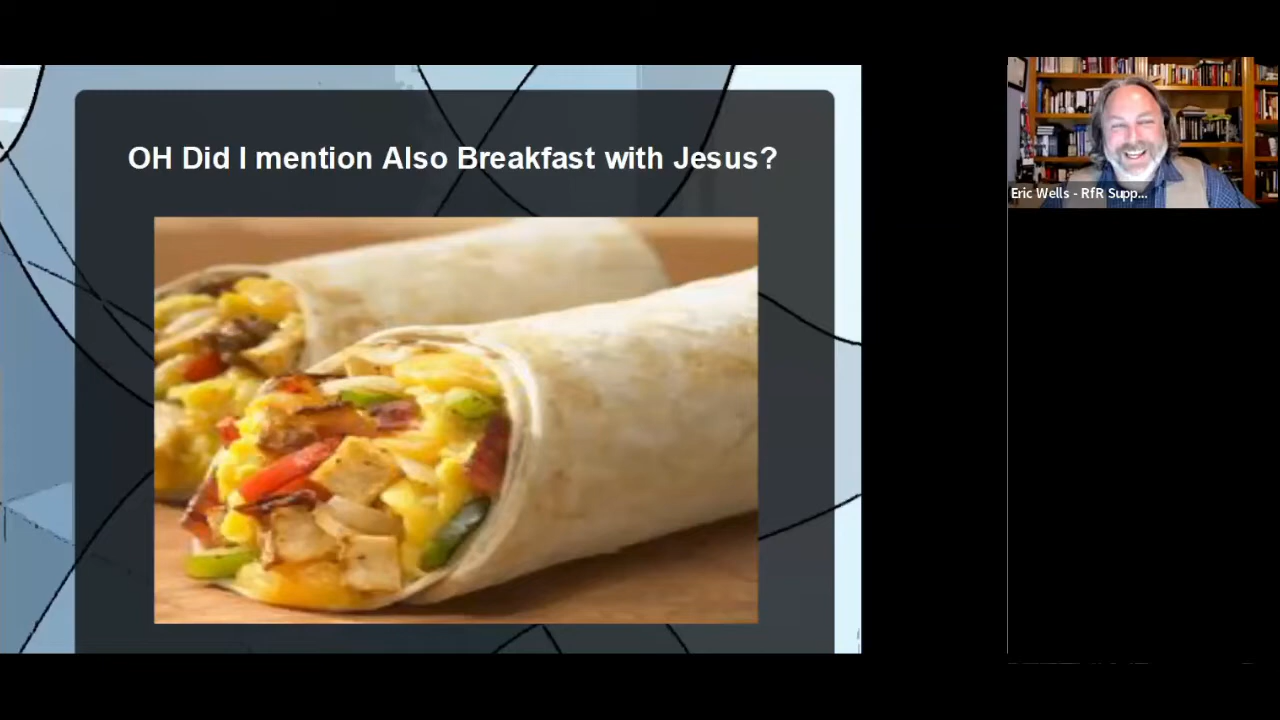 OH Did I mention Also Breakfast with Jesus?
Eric Wells - RfR Supp...